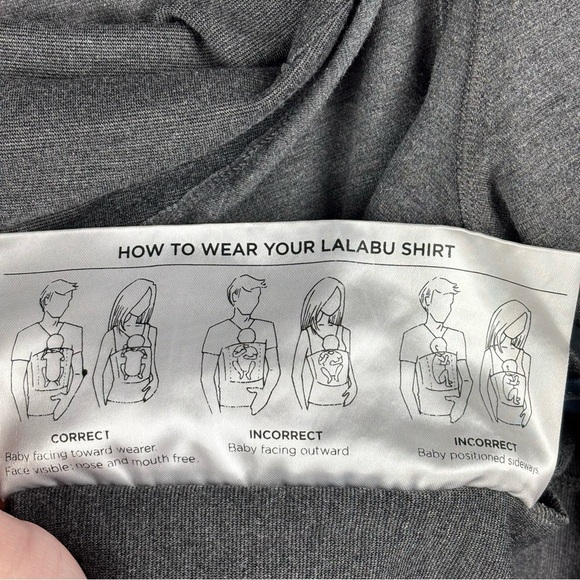 HOW TO WEAR YOUR LALABU SHIRT
CORRECT
Baby facing toward wearer.
Face visible: nose and mouth free.
INCORRECT
Baby facing outward
INCORRECT
Baby positioned sideways